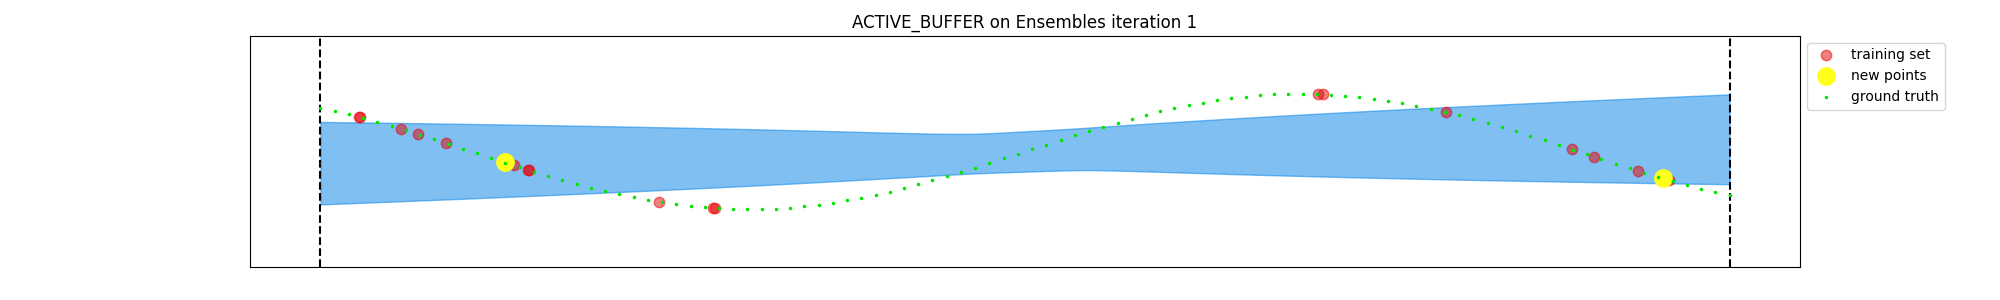 ACTIVE_BUFFER on Ensembles iteration 1
training set
new points
ground truth